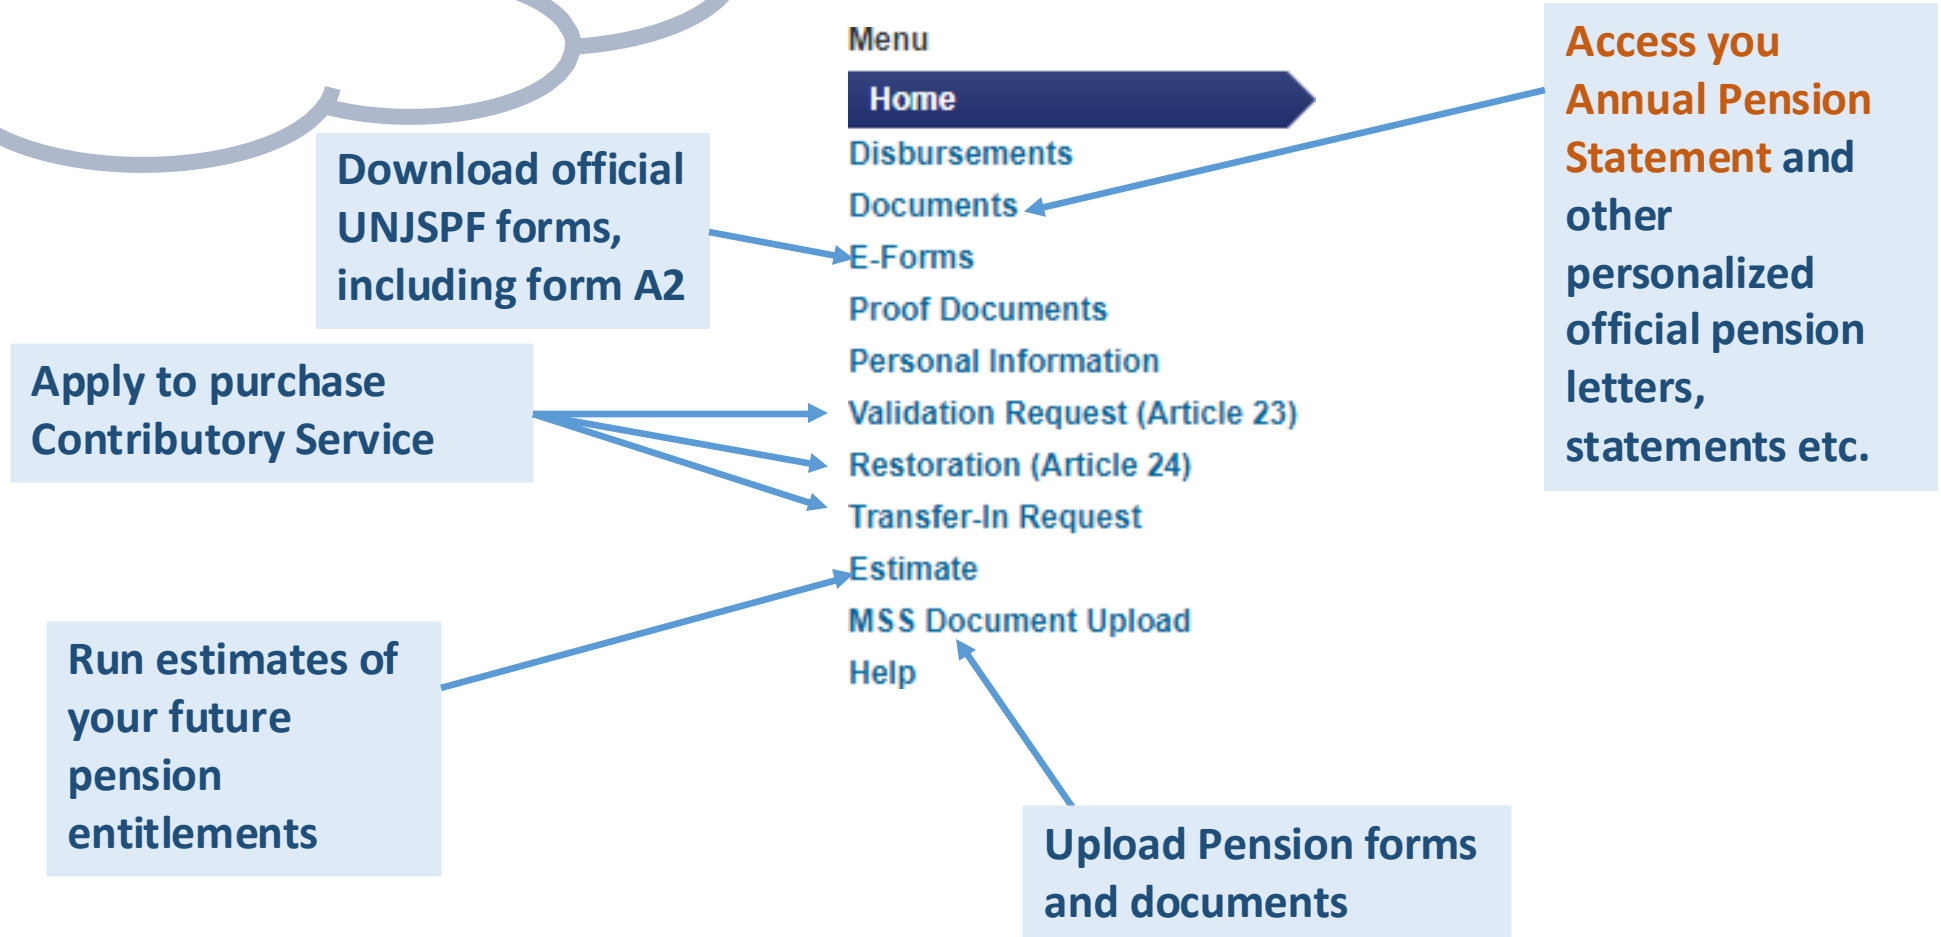 Menu
Home
Disbursements
Documents
E-Forms
Proof Documents
Personal Information
Validation Request (Article 23)
Restoration (Article 24)
Transfer-In Request
Estimate
MSS Document Upload
Help
Download official
UNJSPF forms,
including form A2
Apply to purchase
Contributory Service
Run estimates of
your future
pension
entitlements
Access you
Annual Pension
Statement and
other
personalized
official pension
letters,
statements etc.
Upload Pension forms
and documents